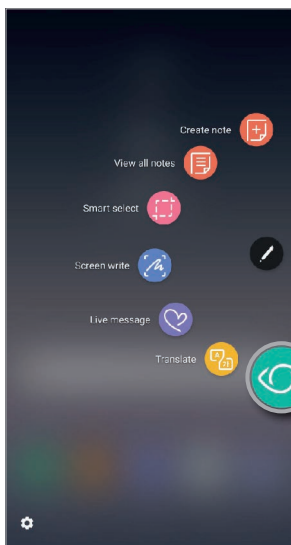 Create note
View all notes
Smart select
Screen write
Live message
Translate